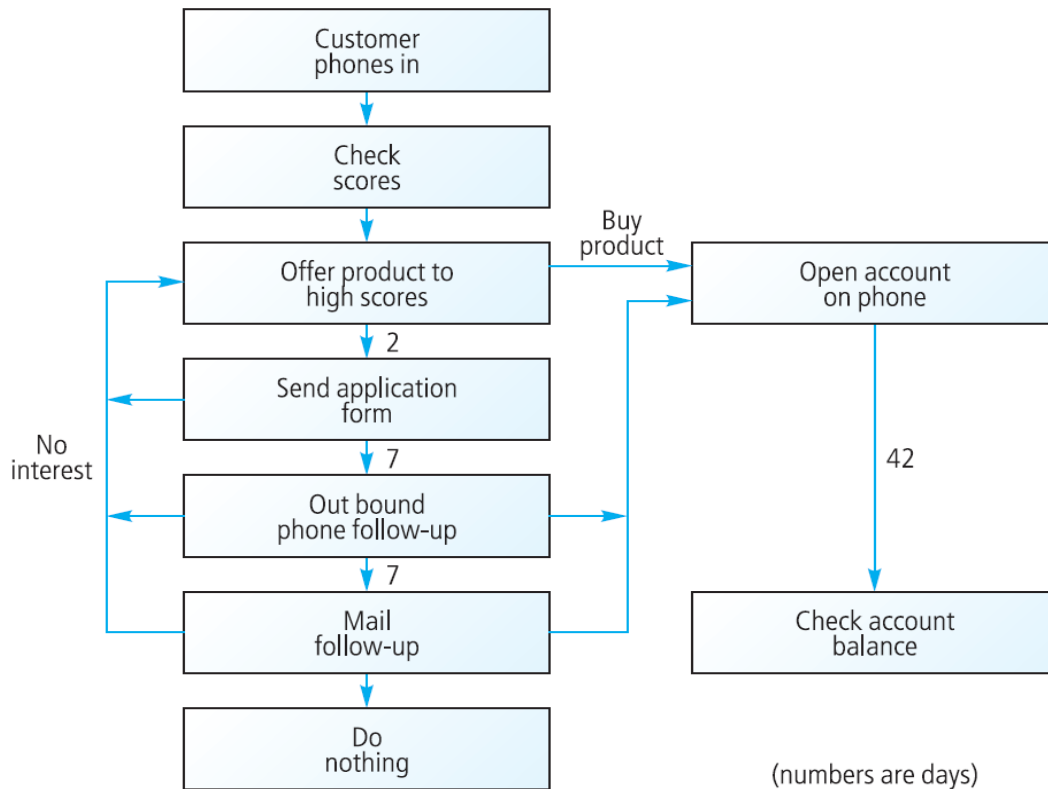 Customer
phones in
Check
scores
Buy
product
Offer product to
high scores
Open account
on phone
2
Send application
form
No
interest
7
42
Out bound
phone follow-up
7
Mail
follow-up
Check account
balance
Do
nothing
(numbers are days)